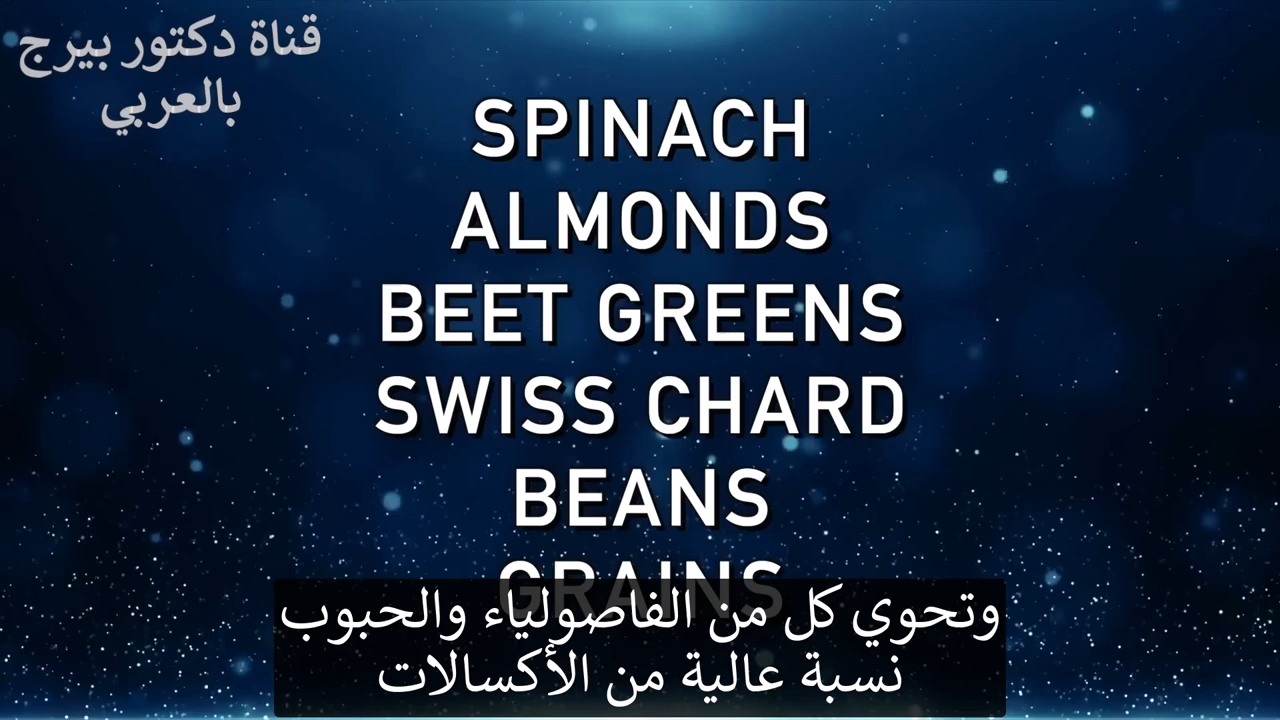 قناة دكتور بيرج
بالعربي
SPINACH
ALMONDS
BEET GREENS
SWISS CHARD
BEANS
GRAINS
وتحوي كل من الفاصولياء والحبوب
نسبة عالية من الأكسالات